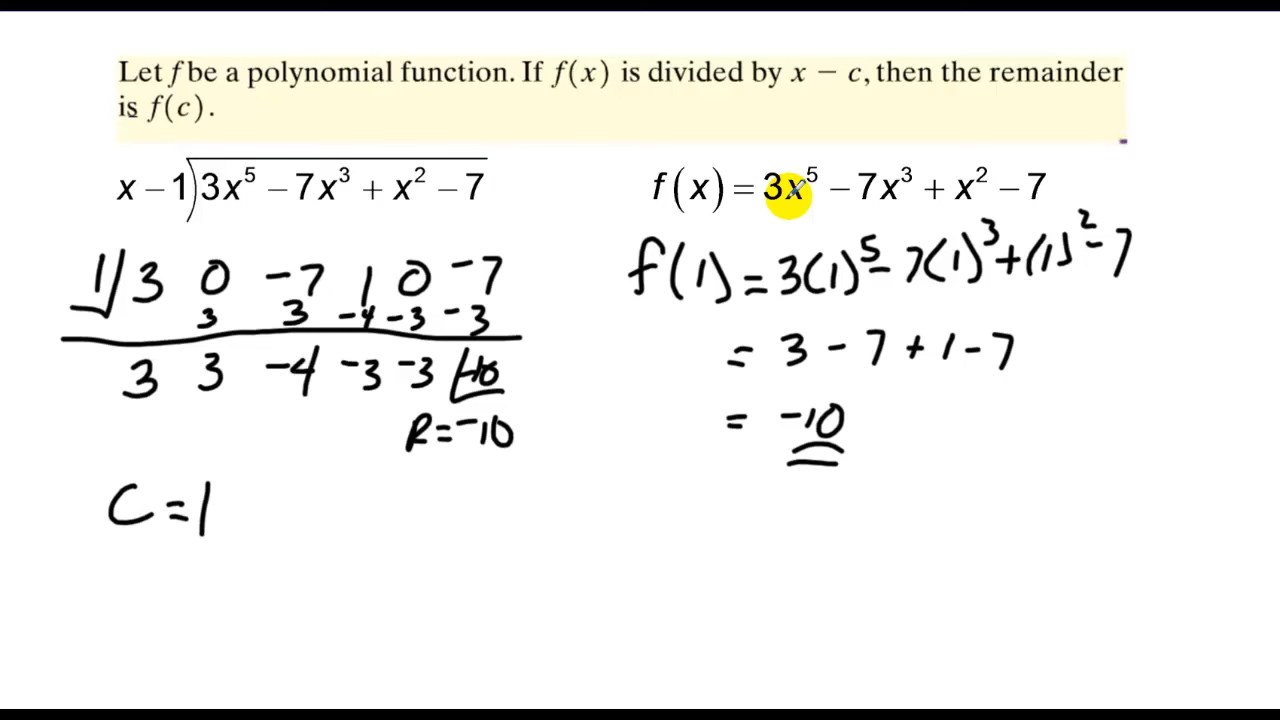 Let f be a polynomial function. If f(x) is divided by x − c, then the remainder
is f(c).
x − 1)3x⁵ − 7x³ + x² − 7
f(x) = 3x⁵ − 7x³ + x² − 7
1) 3 0 -7 1 0 -7
3 3 -4 -3 -3
3 3 -4 -3 -3 -10
R = -10
C = 1
f(1) = 3(1)⁵ - 7(1)³ + (1)² - 7
= 3 - 7 + 1 - 7
= -10